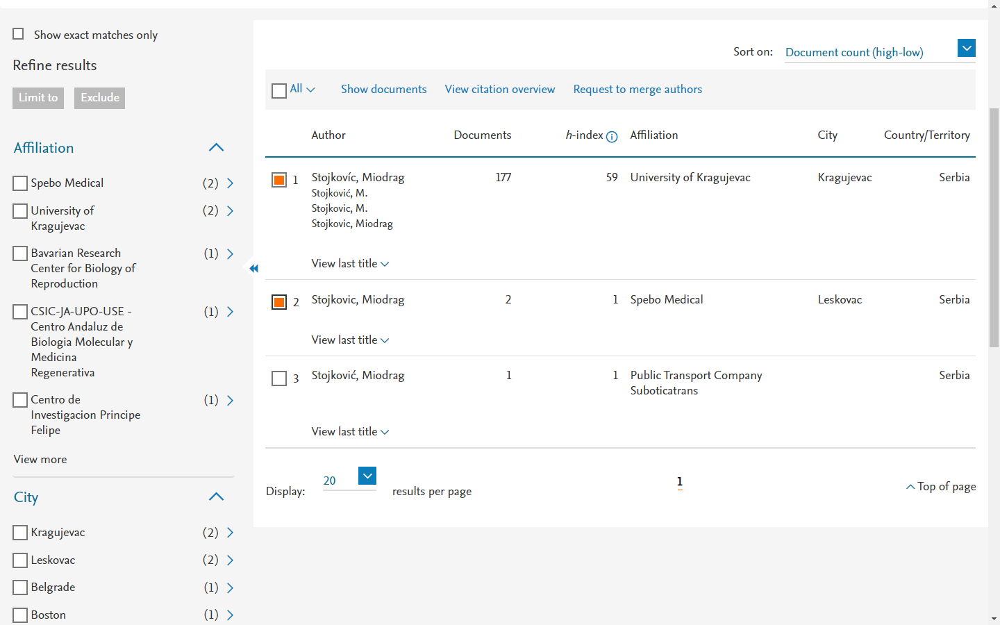 Show exact matches only
Refine results
Limit to
Exclude
Affiliation
Spebo Medical (2)
University of
Kragujevac (2)
Bavarian Research
Center for Biology of
Reproduction (1)
CSIC-JA-UPO-USE -
Centro Andaluz de
Biologia Molecular y
Medicina
Regenerativa (1)
Centro de
Investigacion Principe
Felipe (1)
View more
City
Kragujevac (2)
Leskovac (2)
Belgrade (1)
Boston (1)
Sort on: Document count (high-low)
All Show documents View citation overview Request to merge authors
Author Documents h-index i Affiliation City Country/Territory
1 Stojkovíc, Miodrag 177 59 University of Kragujevac Kragujevac Serbia
Stojković, M.
Stojkovic, M.
Stojkovic, Miodrag
View last title
2 Stojkovic, Miodrag 2 1 Spebo Medical Leskovac Serbia
View last title
3 Stojković, Miodrag 1 1 Public Transport Company Serbia
Suboticatrans
View last title
Display: 20 results per page
1
Top of page